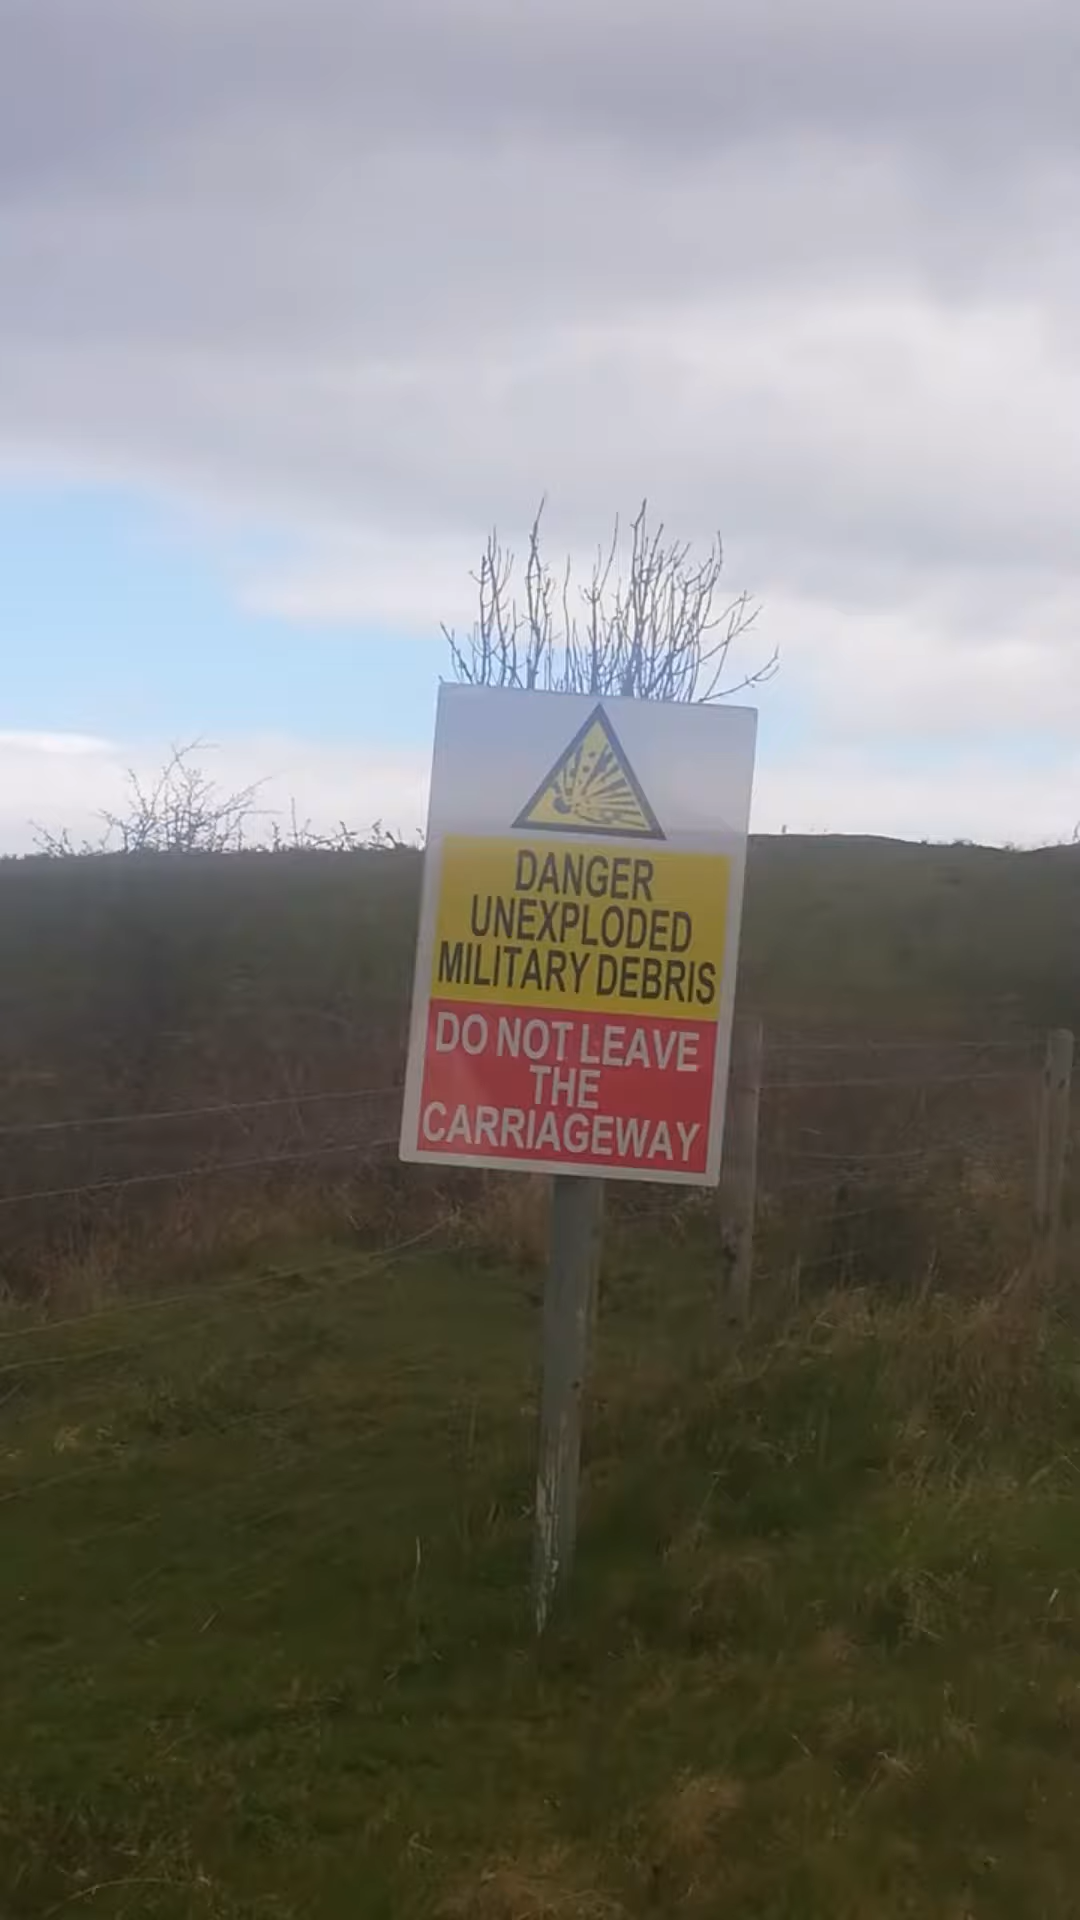 DANGER
UNEXPLODED
MILITARY DEBRIS
DO NOT LEAVE
THE
CARRIAGEWAY